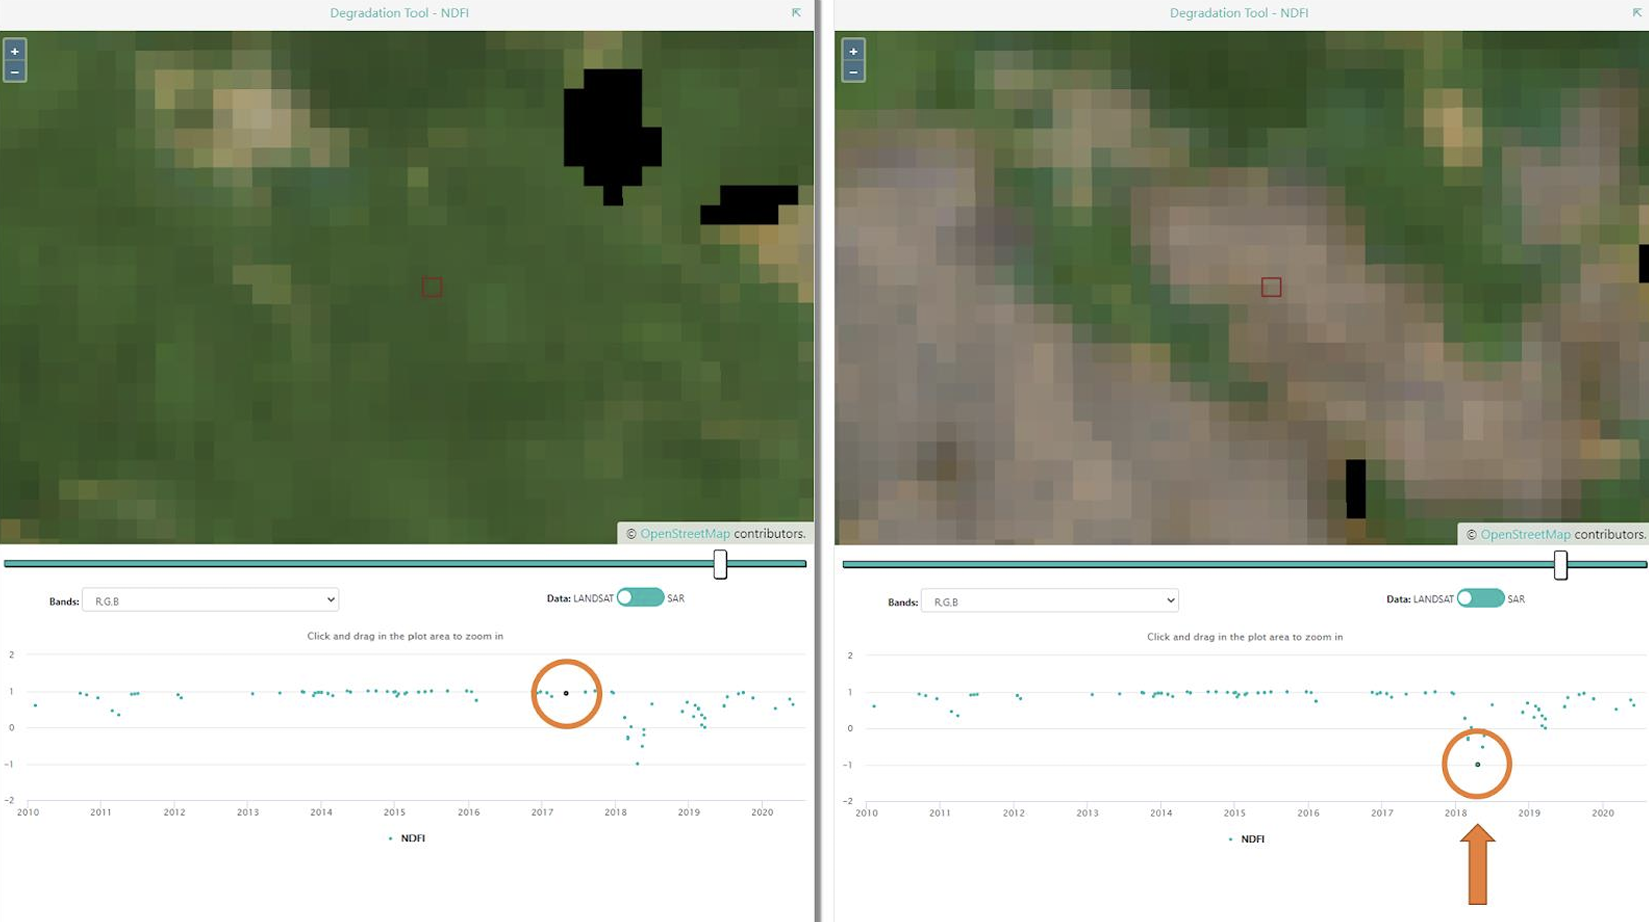 Degradation Tool - NDFI
+
−
© OpenStreetMap contributors.
Bands: R,G,B
Data: LANDSAT SAR
Click and drag in the plot area to zoom in
2
1
0
-1
-2
2010 2011 2012 2013 2014 2015 2016 2017 2018 2019 2020
NDFI
Degradation Tool - NDFI
+
−
© OpenStreetMap contributors.
Bands: R,G,B
Data: LANDSAT SAR
Click and drag in the plot area to zoom in
2
1
0
-1
-2
2010 2011 2012 2013 2014 2015 2016 2017 2018 2019 2020
NDFI